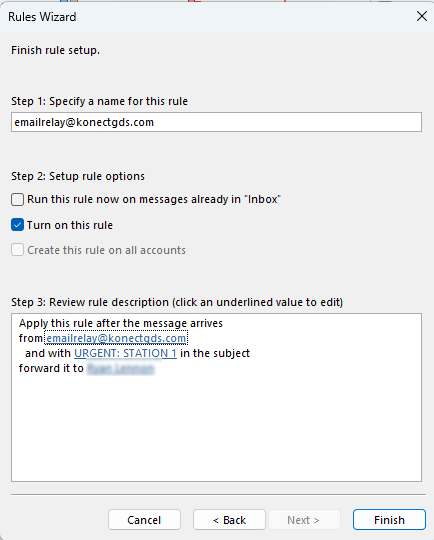 Rules Wizard
Finish rule setup.
Step 1: Specify a name for this rule
emailrelay@konectgds.com
Step 2: Setup rule options
Run this rule now on messages already in "Inbox"
Turn on this rule
Create this rule on all accounts
Step 3: Review rule description (click an underlined value to edit)
Apply this rule after the message arrives
from emailrelay@konectgds.com
and with URGENT: STATION 1 in the subject
forward it to
Cancel
< Back
Next >
Finish